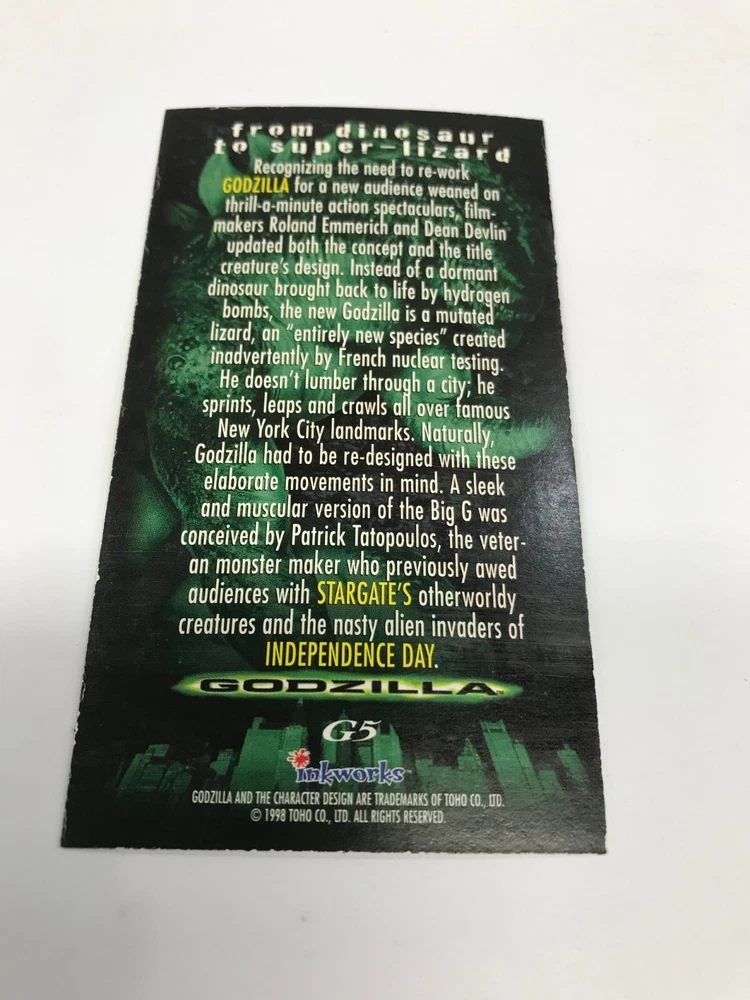 from dinosaur
to super-lizard
Recognizing the need to re-work
GODZILLA for a new audience weaned on
thrill-a-minute action spectaculars, film-
makers Roland Emmerich and Dean Devlin
updated both the concept and the title
creature's design. Instead of a dormant
dinosaur brought back to life by hydrogen
bombs, the new Godzilla is a mutated
lizard, an "entirely new species" created
inadvertently by French nuclear testing.
He doesn't lumber through a city; he
sprints, leaps and crawls all over famous
New York City landmarks. Naturally,
Godzilla had to be re-designed with these
elaborate movements in mind. A sleek
and muscular version of the Big G was
conceived by Patrick Tatopoulos, the veter-
an monster maker who previously awed
audiences with STARGATE'S otherworldy
creatures and the nasty alien invaders of
INDEPENDENCE DAY.
GODZILLA™
G5
inkworks™
GODZILLA AND THE CHARACTER DESIGN ARE TRADEMARKS OF TOHO CO., LTD.
© 1998 TOHO CO., LTD. ALL RIGHTS RESERVED.